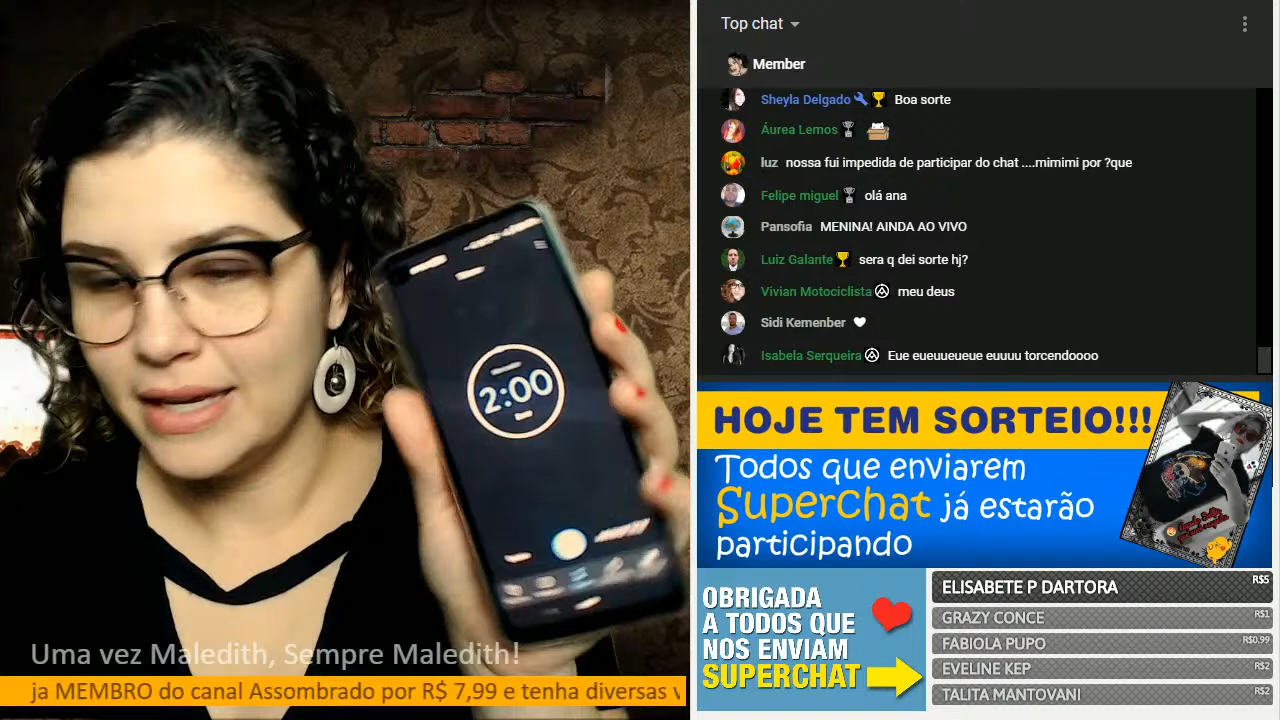 Top chat
Member
Sheyla Delgado Boa sorte
Áurea Lemos
luz nossa fui impedida de participar do chat ....mimimi por ?que
Felipe miguel olá ana
Pansofia MENINA! AINDA AO VIVO
Luiz Galante sera q dei sorte hj?
Vivian Motociclista meu deus
Sidi Kemenber
Isabela Serqueira Eue eueuueueue euuuu torcendoooo
2:00
HOJE TEM SORTEIO!!!
Todos que enviarem
Superchat já estarão
participando
OBRIGADA
A TODOS QUE
NOS ENVIAM
SUPERCHAT
ELISABETE P DARTORA R$5
GRAZY CONCE R$1
FABIOLA PUPO R$0.99
EVELINE KEP R$2
TALITA MANTOVANI R$2
Uma vez Maledith, Sempre Maledith!
ja MEMBRO do canal Assombrado por R$ 7,99 e tenha diversas v